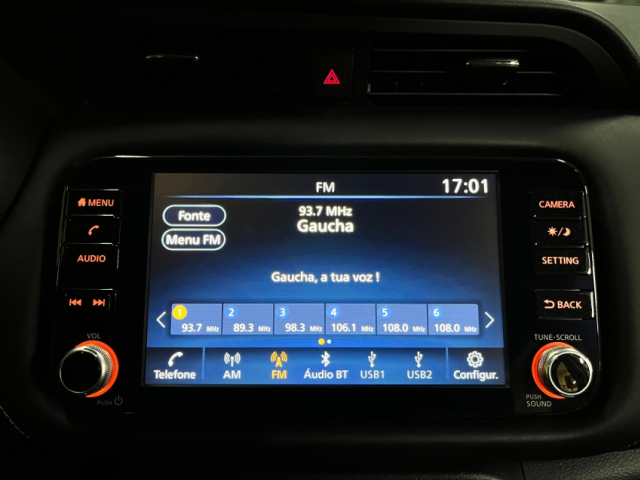 FM 17:01
Fonte
93.7 MHz
Gaucha
Menu FM
Gaucha, a tua voz !
1 2 3 4 5 6
93.7 MHz 89.3 MHz 98.3 MHz 106.1 MHz 108.0 MHz 108.0 MHz
Telefone AM FM Áudio BT USB1 USB2 Configur.
MENU
AUDIO
VOL
PUSH
CAMERA
SETTING
BACK
TUNE·SCROLL
PUSH
SOUND